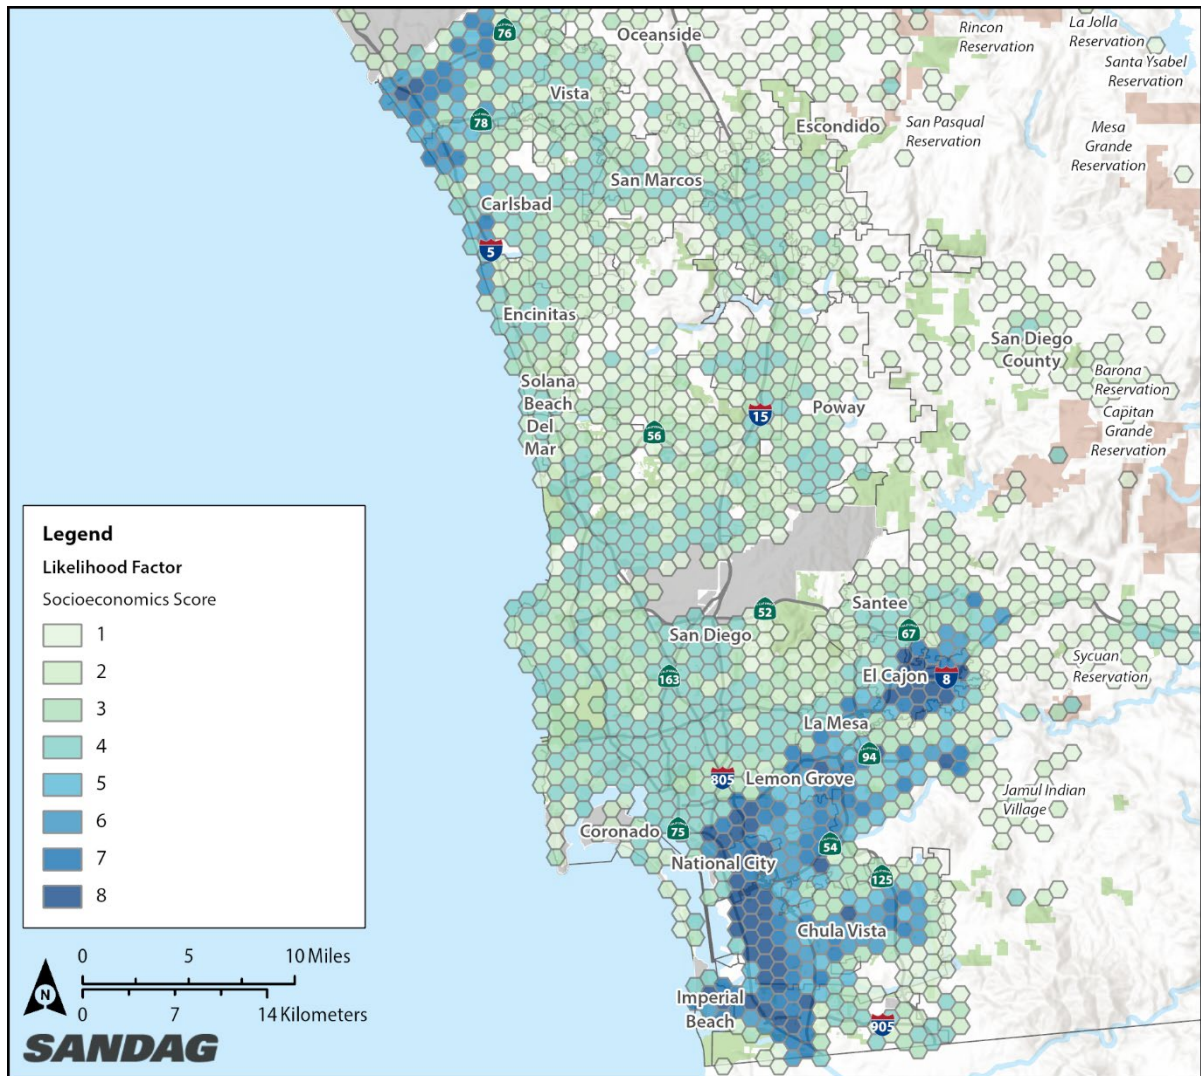 76
Oceanside
Rincon
Reservation
La Jolla
Reservation
Santa Ysabel
Reservation
Vista
78
Escondido
San Pasqual
Reservation
Mesa
Grande
Reservation
San Marcos
Carlsbad
5
Encinitas
San Diego
County
Solana
Beach
Del
Mar
Barona
Reservation
15
Poway
56
Capitan
Grande
Reservation
Legend
Likelihood Factor
Socioeconomics Score
1
2
3
4
5
6
7
8
52
Santee
67
San Diego
163
El Cajon
8
Sycuan
Reservation
La Mesa
94
805
Lemon Grove
Jamul Indian
Village
Coronado
75
54
National City
125
Chula Vista
Imperial
Beach
905
0 5 10 Miles
0 7 14 Kilometers
N
SANDAG